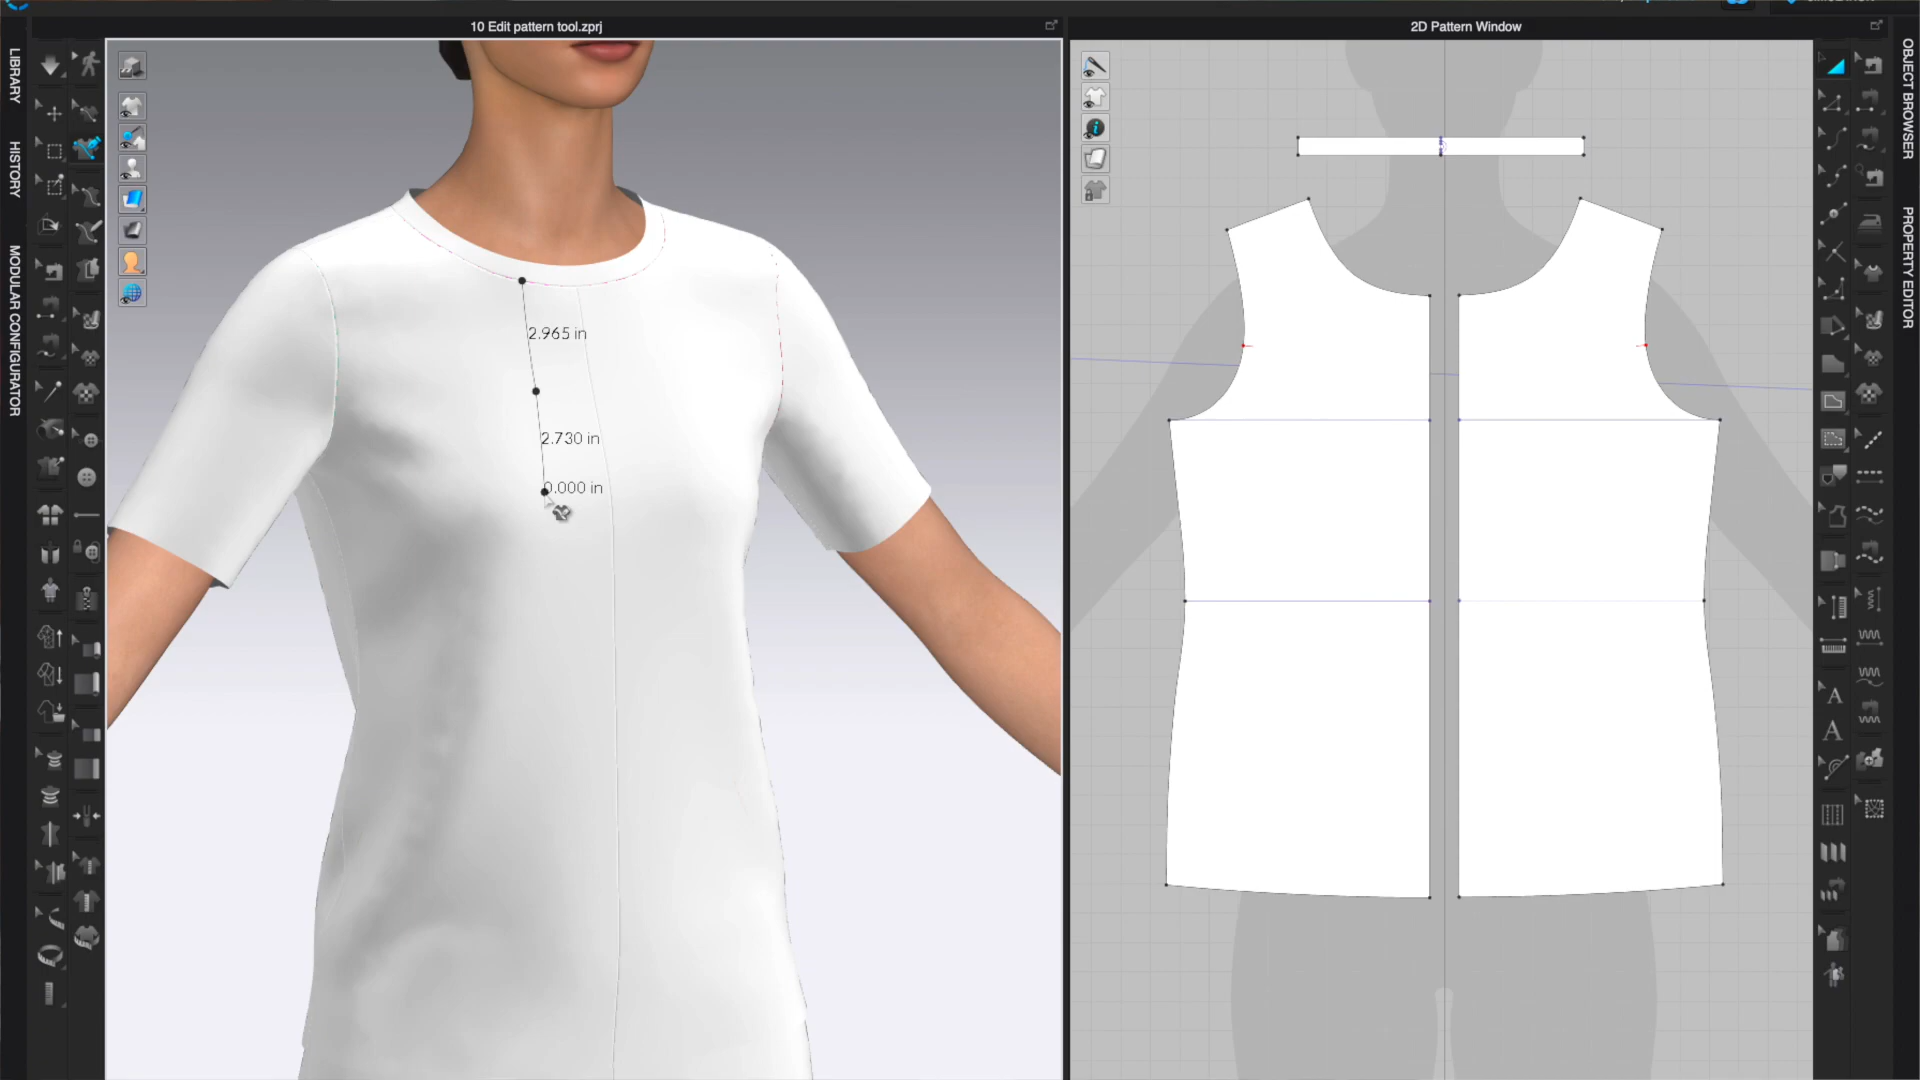 10 Edit pattern tool.zprj
2D Pattern Window
LIBRARY
HISTORY
MODULAR CONFIGURATOR
2.965 in
2.730 in
0.000 in
A
A
OBJECT BROWSER
PROPERTY EDITOR